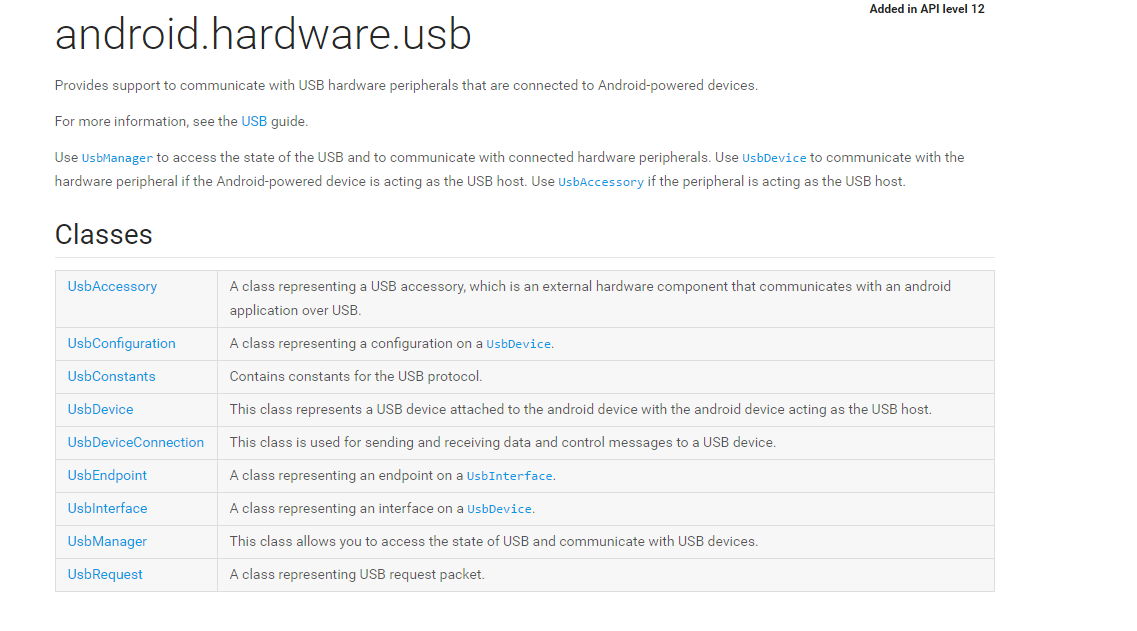 Added in API level 12
android.hardware.usb
Provides support to communicate with USB hardware peripherals that are connected to Android-powered devices.
For more information, see the USB guide.
Use UsbManager to access the state of the USB and to communicate with connected hardware peripherals. Use UsbDevice to communicate with the
hardware peripheral if the Android-powered device is acting as the USB host. Use UsbAccessory if the peripheral is acting as the USB host.
Classes
UsbAccessory A class representing a USB accessory, which is an external hardware component that communicates with an android
application over USB.
UsbConfiguration A class representing a configuration on a UsbDevice.
UsbConstants Contains constants for the USB protocol.
UsbDevice This class represents a USB device attached to the android device with the android device acting as the USB host.
UsbDeviceConnection This class is used for sending and receiving data and control messages to a USB device.
UsbEndpoint A class representing an endpoint on a UsbInterface.
UsbInterface A class representing an interface on a UsbDevice.
UsbManager This class allows you to access the state of USB and communicate with USB devices.
UsbRequest A class representing USB request packet.